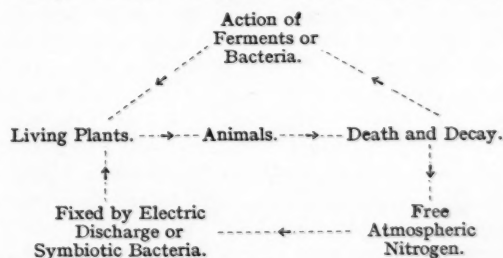 Action of
Ferments or
Bacteria.
Living Plants. Animals. Death and Decay.
Fixed by Electric
Discharge or
Symbiotic Bacteria.
Free
Atmospheric
Nitrogen.